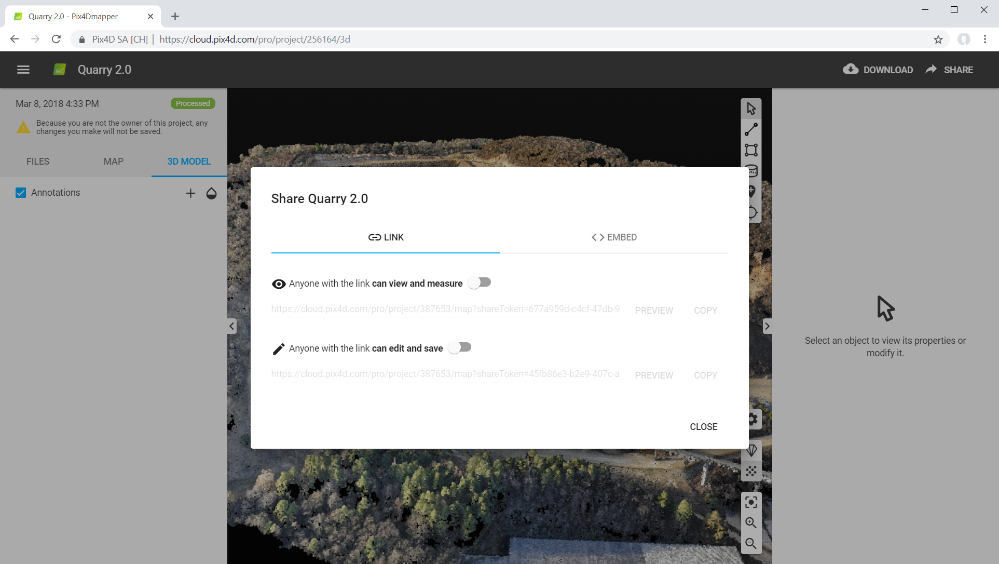 Quarry 2.0 - Pix4Dmapper
Pix4D SA [CH] | https://cloud.pix4d.com/pro/project/256164/3d
Quarry 2.0
DOWNLOAD
SHARE
Mar 8, 2018 4:33 PM
Processed
Because you are not the owner of this project, any
changes you make will not be saved.
FILES
MAP
3D MODEL
Annotations
Share Quarry 2.0
LINK
EMBED
Anyone with the link can view and measure
https://cloud.pix4d.com/pro/project/387653/map?shareToken=677a959d-c4cf-47db-9
PREVIEW
COPY
Anyone with the link can edit and save
https://cloud.pix4d.com/pro/project/387653/map?shareToken=45fb86e3-b2e9-407c-a
PREVIEW
COPY
CLOSE
Select an object to view its properties or
modify it.